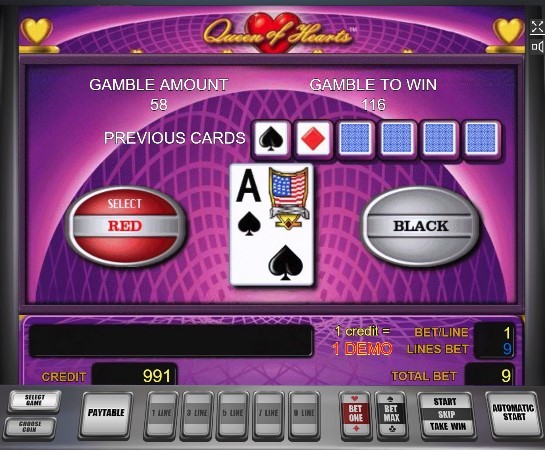 Queen of Hearts™
GAMBLE AMOUNT GAMBLE TO WIN
58 116
PREVIOUS CARDS
A
SELECT
RED
BLACK
1 credit =
1 DEMO
BET/LINE 1
LINES BET 9
CREDIT 991
TOTAL BET 9
SELECT GAME
CHOOSE COIN
PAYTABLE
1 LINE
3 LINE
5 LINE
7 LINE
9 LINE
BET ONE
BET MAX
START
SKIP
TAKE WIN
AUTOMATIC START